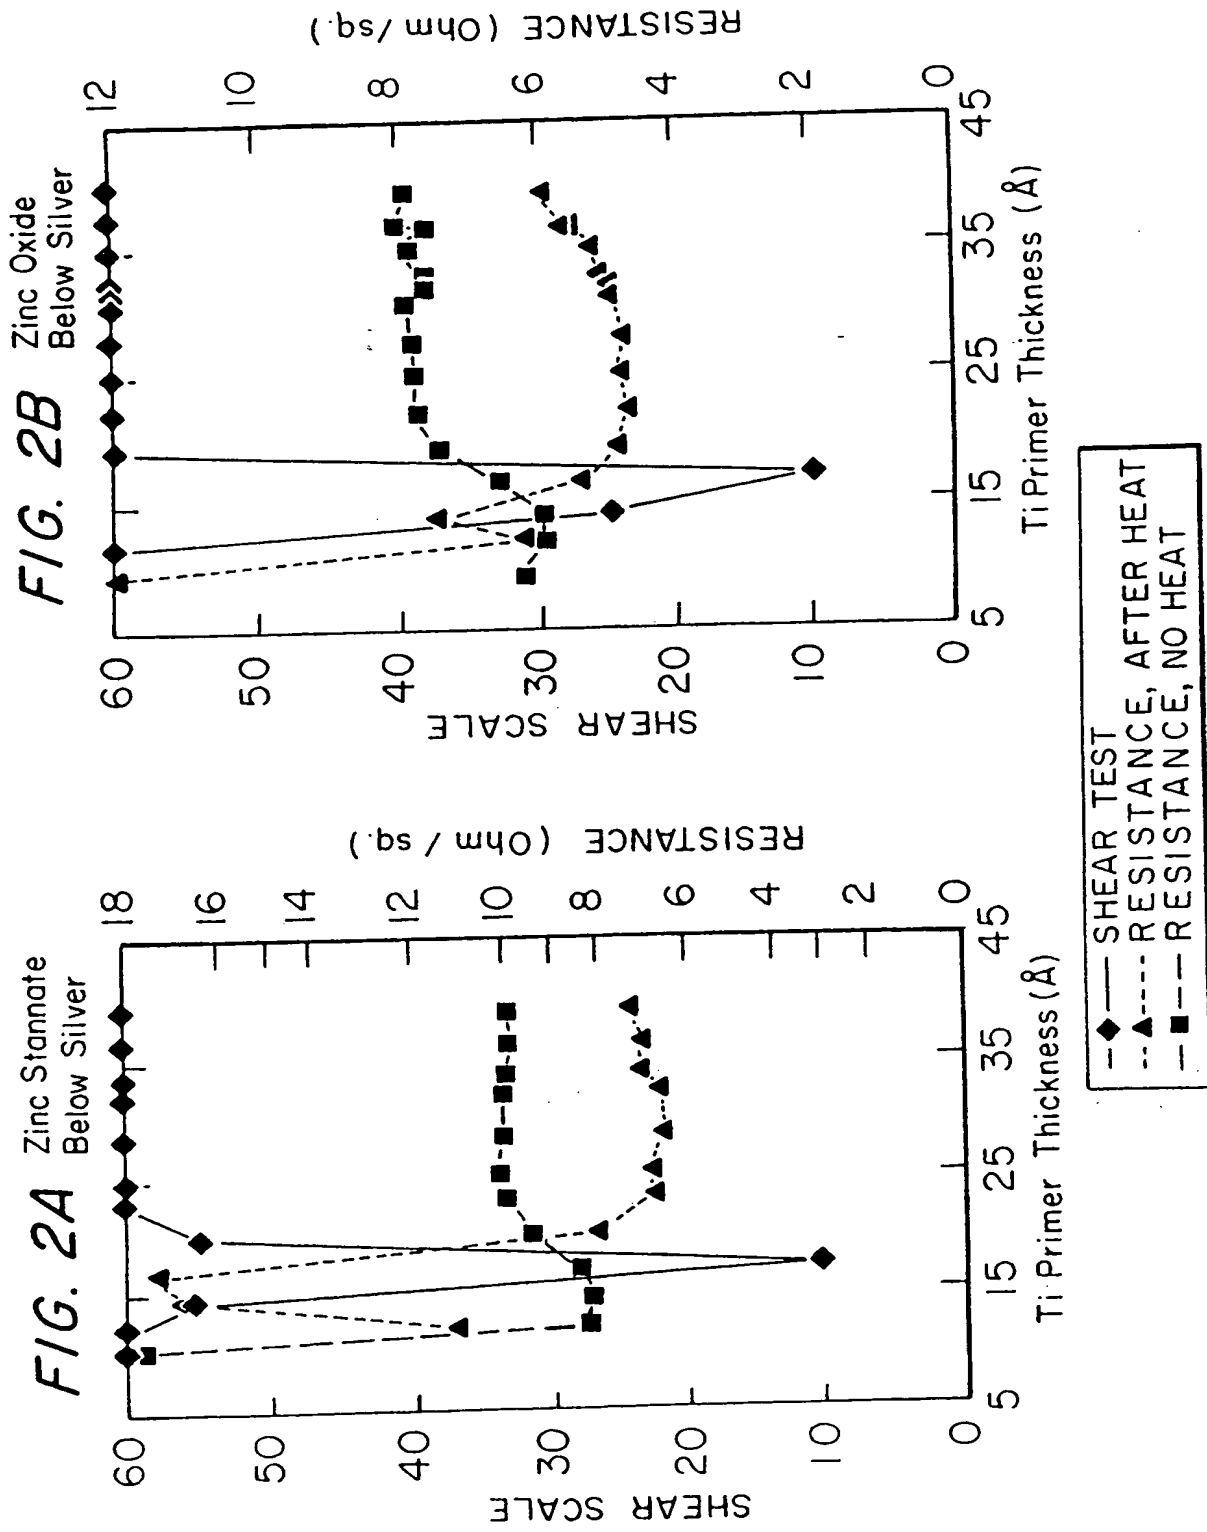 FIG. 2A
Zinc Stannate
Below Silver
60
50
40
30
20
10
0
SHEAR SCALE
18
16
14
12
10
9
8
6
4
3
2
0
RESISTANCE (Ohm/sq.)
5
15
25
35
45
Ti Primer Thickness (Å)
FIG. 2B
Zinc Oxide
Below Silver
60
50
40
30
20
10
0
SHEAR SCALE
12
10
8
6
4
2
0
RESISTANCE (Ohm/sq.)
5
15
25
35
45
Ti Primer Thickness (Å)
SHEAR TEST
RESISTANCE, AFTER HEAT
RESISTANCE, NO HEAT